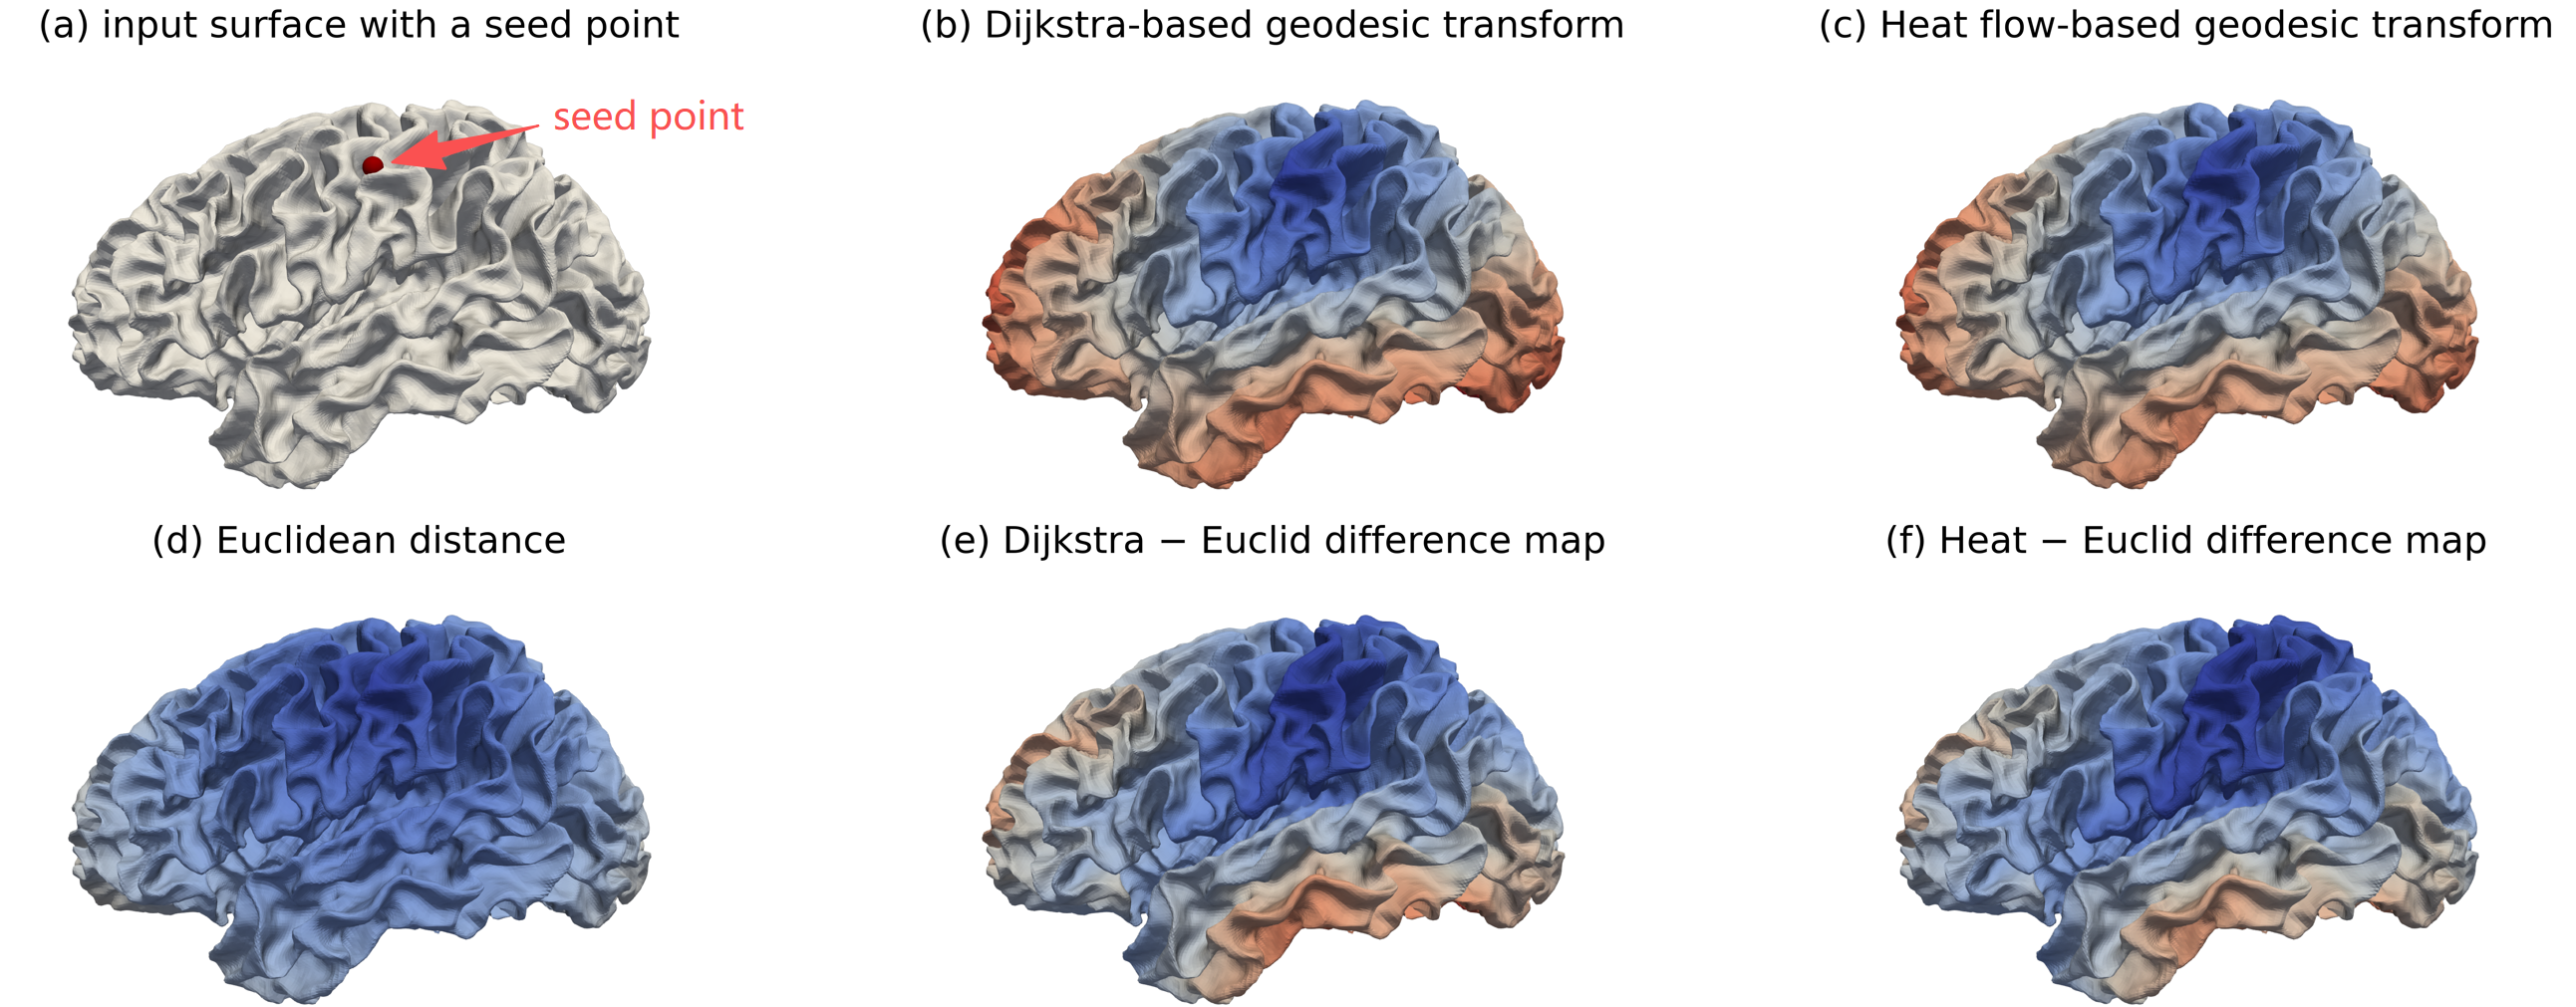 (a) input surface with a seed point
(b) Dijkstra-based geodesic transform
(c) Heat flow-based geodesic transform
seed point
(d) Euclidean distance
(e) Dijkstra − Euclid difference map
(f) Heat − Euclid difference map